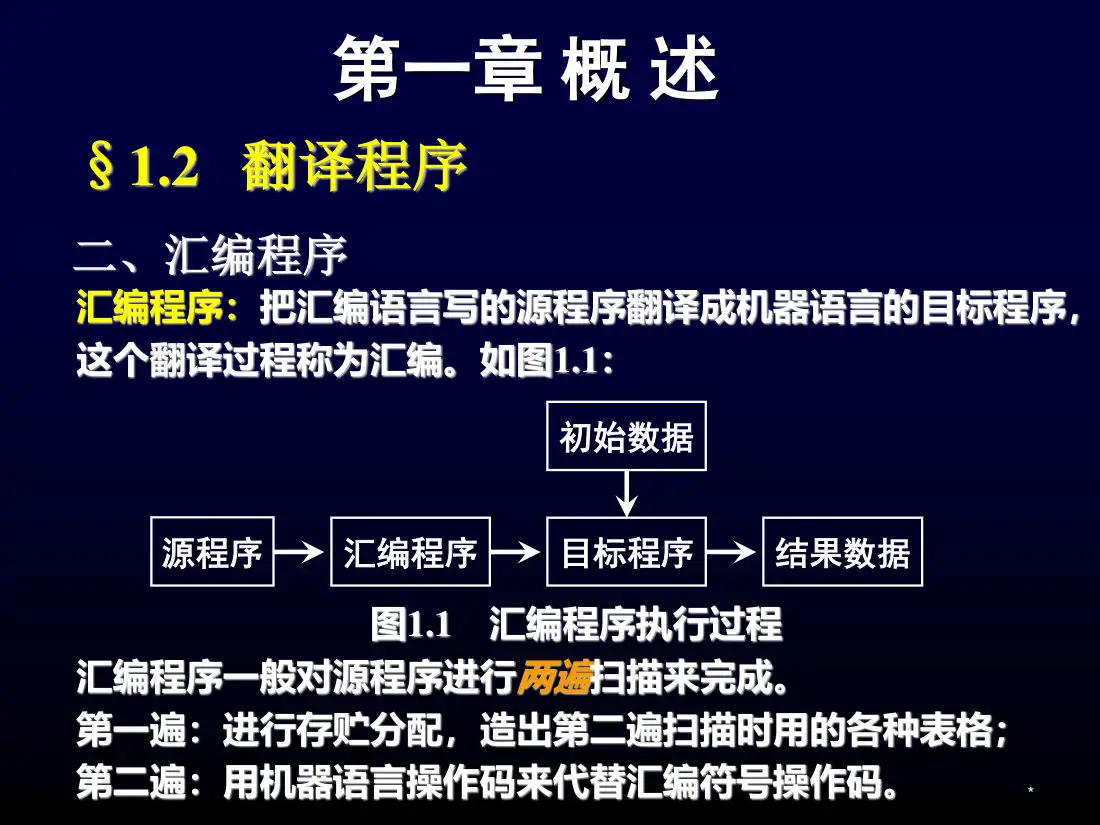 第一章 概 述
§1.2 翻译程序
二、汇编程序
汇编程序：把汇编语言写的源程序翻译成机器语言的目标程序，
这个翻译过程称为汇编。如图1.1：
初始数据
源程序 汇编程序 目标程序 结果数据
图1.1 汇编程序执行过程
汇编程序一般对源程序进行两遍扫描来完成。
第一遍：进行存贮分配，造出第二遍扫描时用的各种表格；
第二遍：用机器语言操作码来代替汇编符号操作码。
*